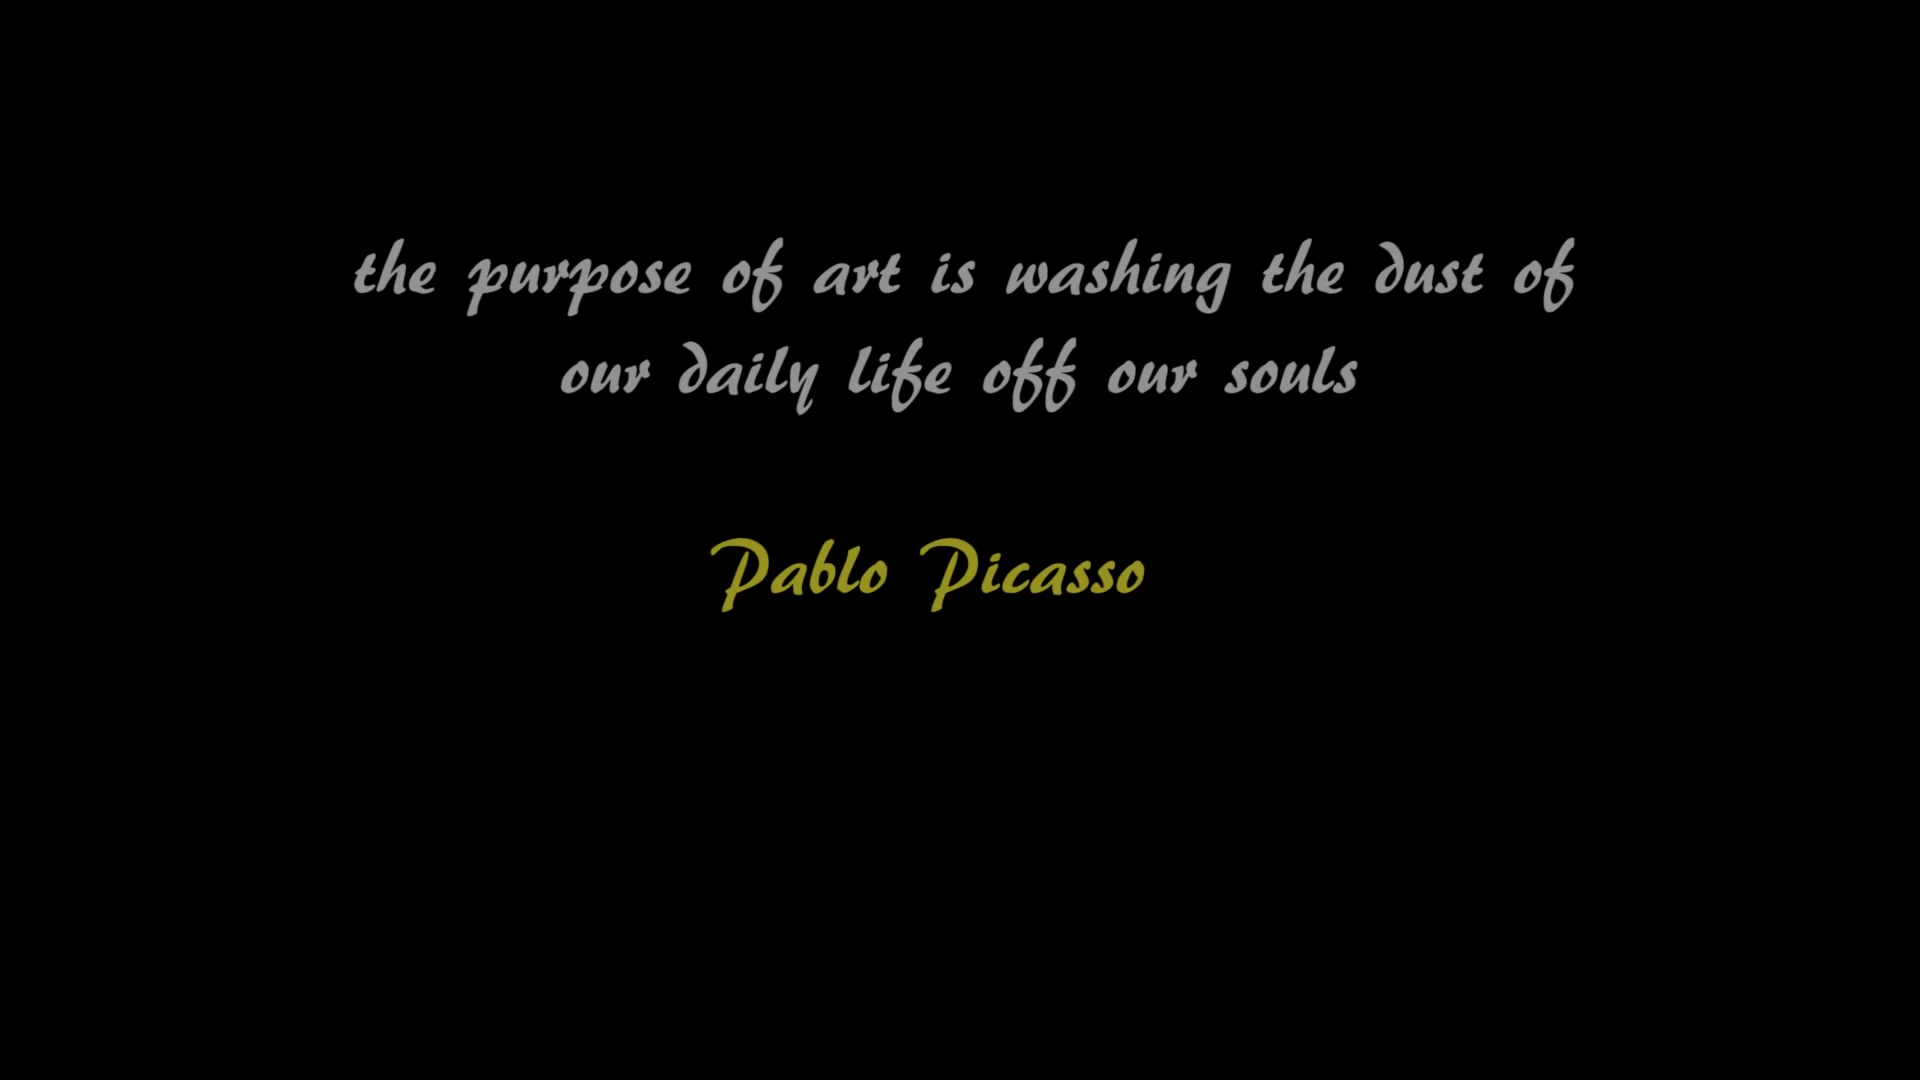 the purpose of art is washing the dust of
our daily life off our souls
Pablo Picasso